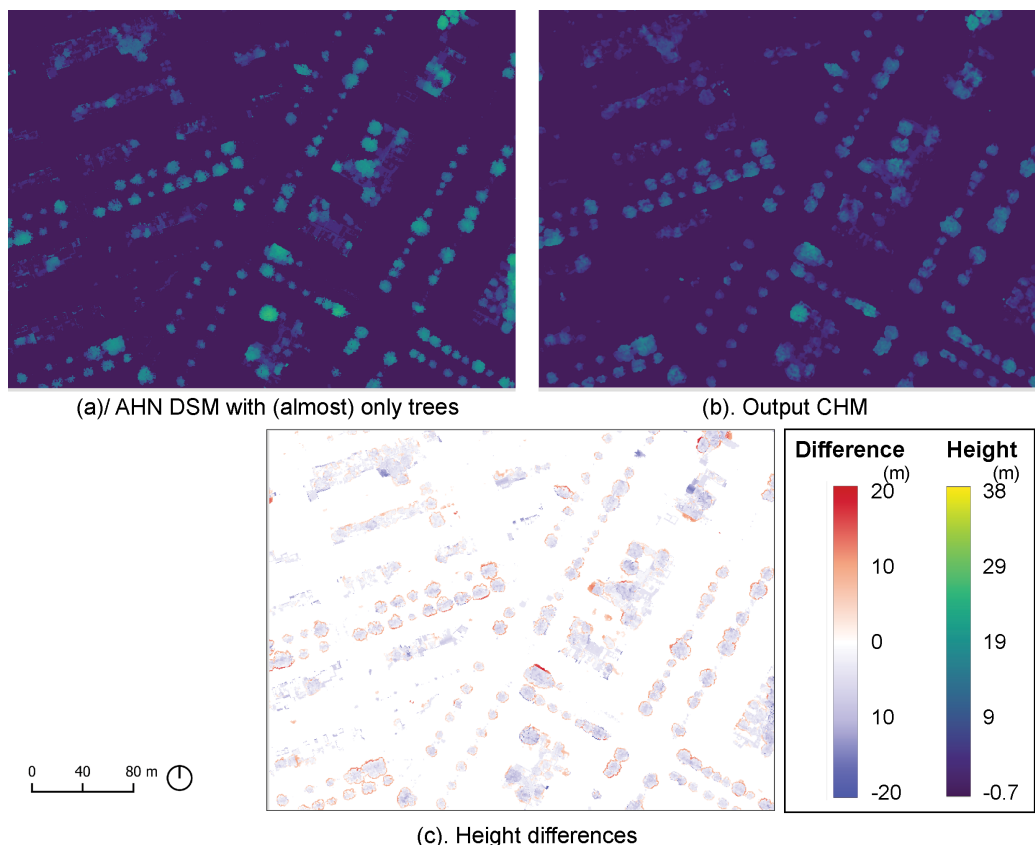 (a)/ AHN DSM with (almost) only trees
(b). Output CHM
Difference
(m)
20
10
0
10
-20
Height
(m)
38
29
19
9
-0.7
0 40 80 m
(c). Height differences